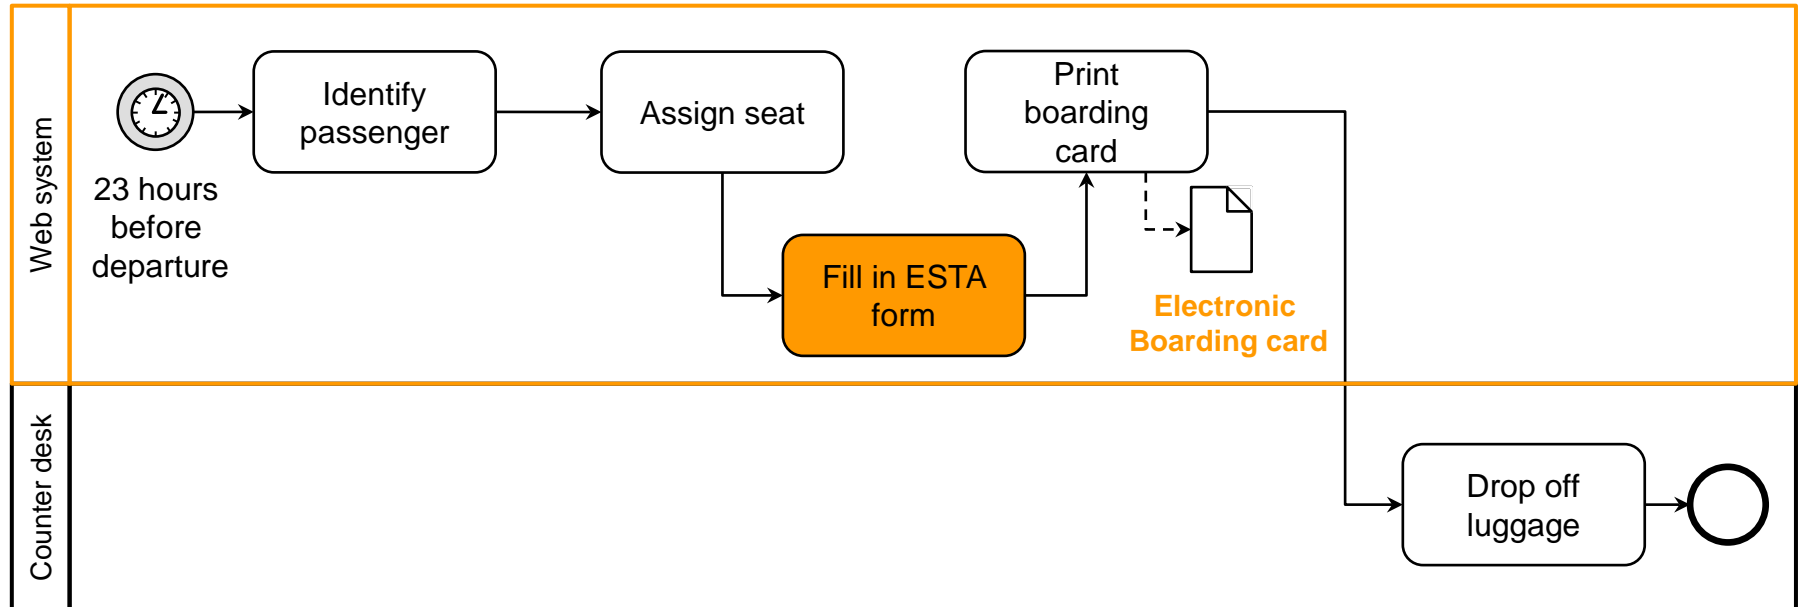 Web system
23 hours
before
departure
Identify
passenger
Assign seat
Fill in ESTA
form
Print
boarding
card
Electronic
Boarding card
Counter desk
Drop off
luggage